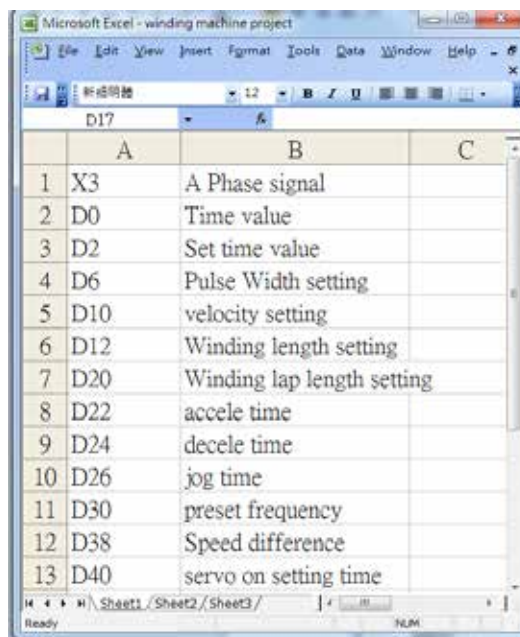 Microsoft Excel - winding machine project
File Edit View Insert Format Tools Data Window Help
新細明體 12 B I U
D17 fx
A B C
1 X3 A Phase signal
2 D0 Time value
3 D2 Set time value
4 D6 Pulse Width setting
5 D10 velocity setting
6 D12 Winding length setting
7 D20 Winding lap length setting
8 D22 accele time
9 D24 decele time
10 D26 jog time
11 D30 preset frequency
12 D38 Speed difference
13 D40 servo on setting time
Sheet1 / Sheet2 / Sheet3 /
Ready NUM